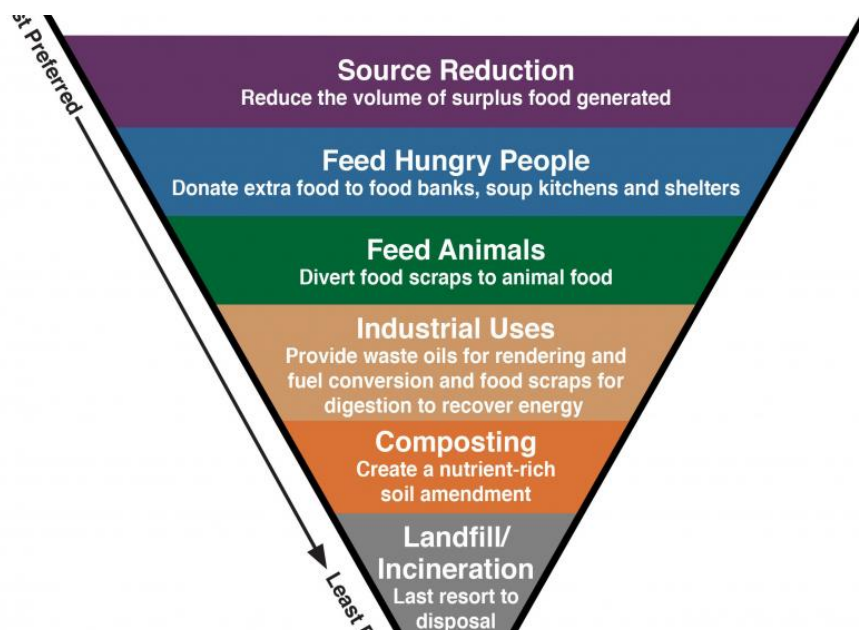 st Preferred
Source Reduction
Reduce the volume of surplus food generated
Feed Hungry People
Donate extra food to food banks, soup kitchens and shelters
Feed Animals
Divert food scraps to animal food
Industrial Uses
Provide waste oils for rendering and
fuel conversion and food scraps for
digestion to recover energy
Composting
Create a nutrient-rich
soil amendment
Landfill/
Incineration
Last resort to
disposal
Least